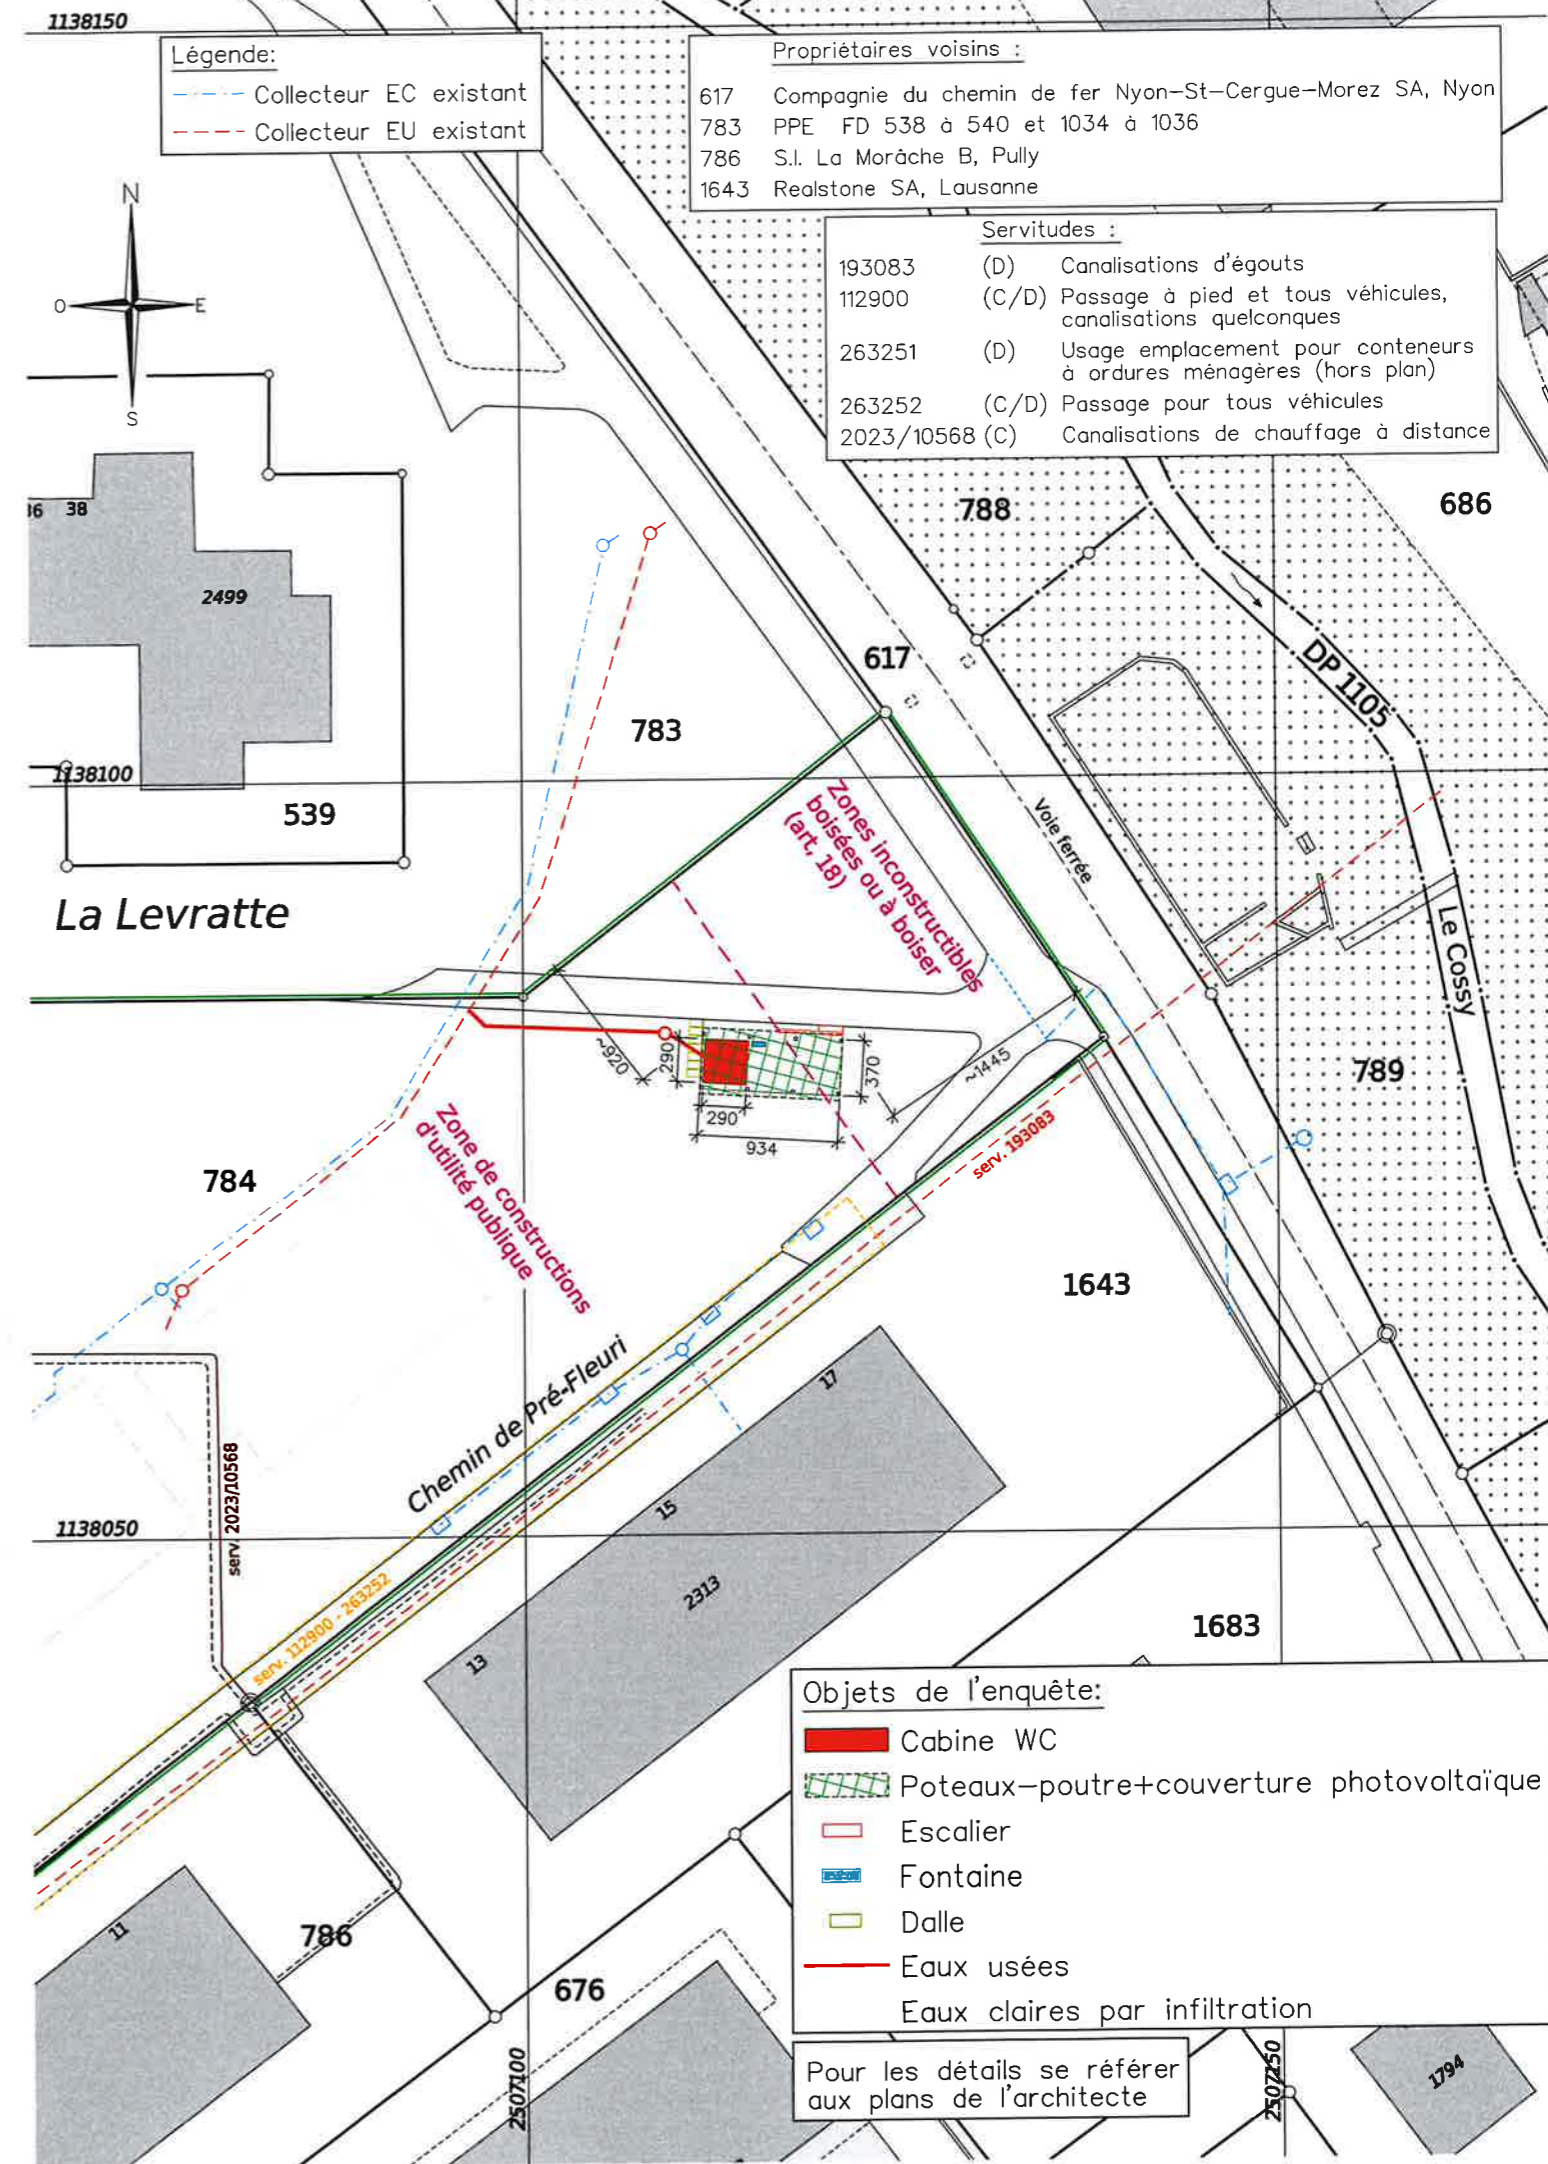 1138150
Légende:
Collecteur EC existant
Collecteur EU existant
Propriétaires voisins :
617 Compagnie du chemin de fer Nyon-St-Cergue-Morez SA, Nyon
783 PPE FD 538 à 540 et 1034 à 1036
786 S.I. La Morâche B, Pully
1643 Realstone SA, Lausanne
Servitudes :
193083 (D) Canalisations d'égouts
112900 (C/D) Passage à pied et tous véhicules,
canalisations quelconques
263251 (D) Usage emplacement pour conteneurs
à ordures ménagères (hors plan)
263252 (C/D) Passage pour tous véhicules
2023/10568 (C) Canalisations de chauffage à distance
N
O
E
S
36
38
2499
788
686
617
DP 1105
783
1138100
539
Zones inconstructibles
boisées ou à boiser
(art. 18)
Voie ferrée
La Levratte
Le Cossy
~920
290
370
~1445
290
934
789
Zone de constructions
d'utilité publique
784
serv. 193083
1643
Chemin de Pré-Fleuri
17
15
13
2313
serv. 2023/10568
1138050
serv. 112900 - 263252
1683
Objets de l'enquête:
Cabine WC
Poteaux-poutre+couverture photovoltaïque
Escalier
Fontaine
Dalle
Eaux usées
Eaux claires par infiltration
11
786
676
2507100
2507150
Pour les détails se référer
aux plans de l'architecte
1794